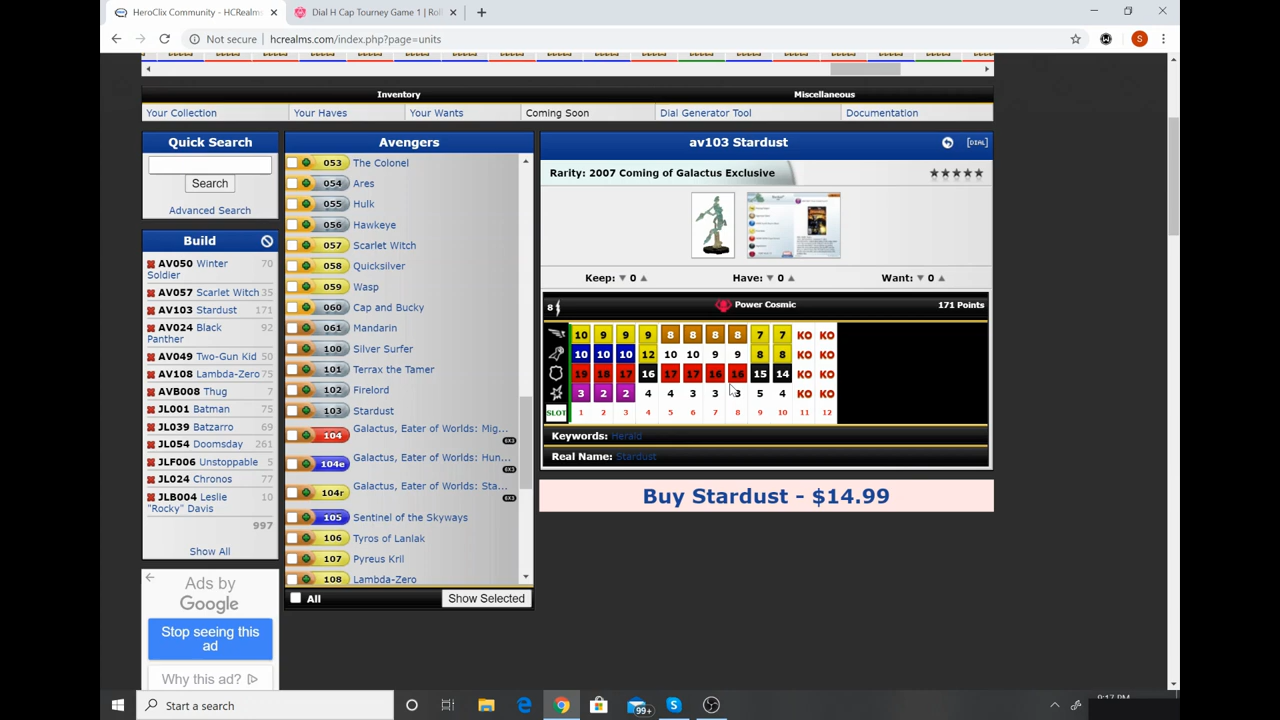 HeroClix Community - HCRealms
Dial H Cap Tourney Game 1 | Roll
Not secure | hcrealms.com/index.php?page=units
Inventory
Miscellaneous
Your Collection
Your Haves
Your Wants
Coming Soon
Dial Generator Tool
Documentation
Quick Search
Search
Advanced Search
Build
AV050 Winter Soldier 70
AV057 Scarlet Witch 35
AV103 Stardust 171
AV024 Black Panther 92
AV049 Two-Gun Kid 50
AV108 Lambda-Zero 75
AVB008 Thug 7
JL001 Batman 75
JL039 Batzarro 69
JL054 Doomsday 261
JLF006 Unstoppable 5
JL024 Chronos 77
JLB004 Leslie "Rocky" Davis 10
997
Show All
Ads by
Google
Stop seeing this ad
Why this ad?
Avengers
053 The Colonel
054 Ares
055 Hulk
056 Hawkeye
057 Scarlet Witch
058 Quicksilver
059 Wasp
060 Cap and Bucky
061 Mandarin
100 Silver Surfer
101 Terrax the Tamer
102 Firelord
103 Stardust
104 Galactus, Eater of Worlds: Mig...
104e Galactus, Eater of Worlds: Hun...
104r Galactus, Eater of Worlds: Sta...
105 Sentinel of the Skyways
106 Tyros of Lanlak
107 Pyreus Kril
108 Lambda-Zero
All
Show Selected
av103 Stardust
[DIAL]
Rarity: 2007 Coming of Galactus Exclusive
Keep: 0
Have: 0
Want: 0
8
Power Cosmic
171 Points
10 9 9 9 8 8 8 8 7 7 KO KO
10 10 10 12 10 10 9 9 8 8 KO KO
19 18 17 16 17 17 16 16 15 14 KO KO
3 2 2 4 4 3 3 3 5 4 KO KO
SLOT 1 2 3 4 5 6 7 8 9 10 11 12
Keywords: Herald
Real Name: Stardust
Buy Stardust - $14.99
Start a search
99+